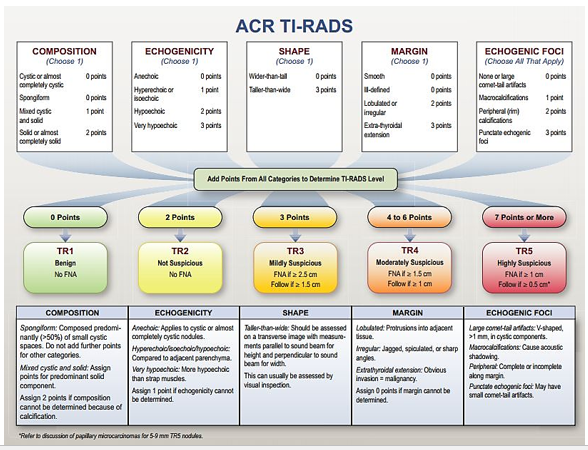 ACR TI-RADS
COMPOSITION
(Choose 1)
Cystic or almost 0 points
completely cystic
Spongiform 0 points
Mixed cystic 1 point
and solid
Solid or almost 2 points
completely solid
ECHOGENICITY
(Choose 1)
Anechoic 0 points
Hyperechoic or 1 point
isoechoic
Hypoechoic 2 points
Very hypoechoic 3 points
SHAPE
(Choose 1)
Wider-than-tall 0 points
Taller-than-wide 3 points
MARGIN
(Choose 1)
Smooth 0 points
Ill-defined 0 points
Lobulated or 2 points
irregular
Extra-thyroidal 3 points
extension
ECHOGENIC FOCI
(Choose All That Apply)
None or large 0 points
comet-tail artifacts
Macrocalcifications 1 point
Peripheral (rim) 2 points
calcifications
Punctate echogenic 3 points
foci
Add Points From All Categories to Determine TI-RADS Level
0 Points
2 Points
3 Points
4 to 6 Points
7 Points or More
TR1
Benign
No FNA
TR2
Not Suspicious
No FNA
TR3
Mildly Suspicious
FNA if ≥ 2.5 cm
Follow if ≥ 1.5 cm
TR4
Moderately Suspicious
FNA if ≥ 1.5 cm
Follow if ≥ 1 cm
TR5
Highly Suspicious
FNA if ≥ 1 cm
Follow if ≥ 0.5 cm*
COMPOSITION
Spongiform: Composed predomi-
nantly (>50%) of small cystic
spaces. Do not add further points
for other categories.
Mixed cystic and solid: Assign
points for predominant solid
component.
Assign 2 points if composition
cannot be determined because of
calcification.
ECHOGENICITY
Anechoic: Applies to cystic or almost
completely cystic nodules.
Hyperechoic/isoechoic/hypoechoic:
Compared to adjacent parenchyma.
Very hypoechoic: More hypoechoic
than strap muscles.
Assign 1 point if echogenicity cannot
be determined.
SHAPE
Taller-than-wide: Should be assessed
on a transverse image with measure-
ments parallel to sound beam for
height and perpendicular to sound
beam for width.
This can usually be assessed by
visual inspection.
MARGIN
Lobulated: Protrusions into adjacent
tissue.
Irregular: Jagged, spiculated, or sharp
angles.
Extrathyroidal extension: Obvious
invasion = malignancy.
Assign 0 points if margin cannot be
determined.
ECHOGENIC FOCI
Large comet-tail artifacts: V-shaped,
>1 mm, in cystic components.
Macrocalcifications: Cause acoustic
shadowing.
Peripheral: Complete or incomplete
along margin.
Punctate echogenic foci: May have
small comet-tail artifacts.
*Refer to discussion of papillary microcarcinomas for 5-9 mm TR5 nodules.